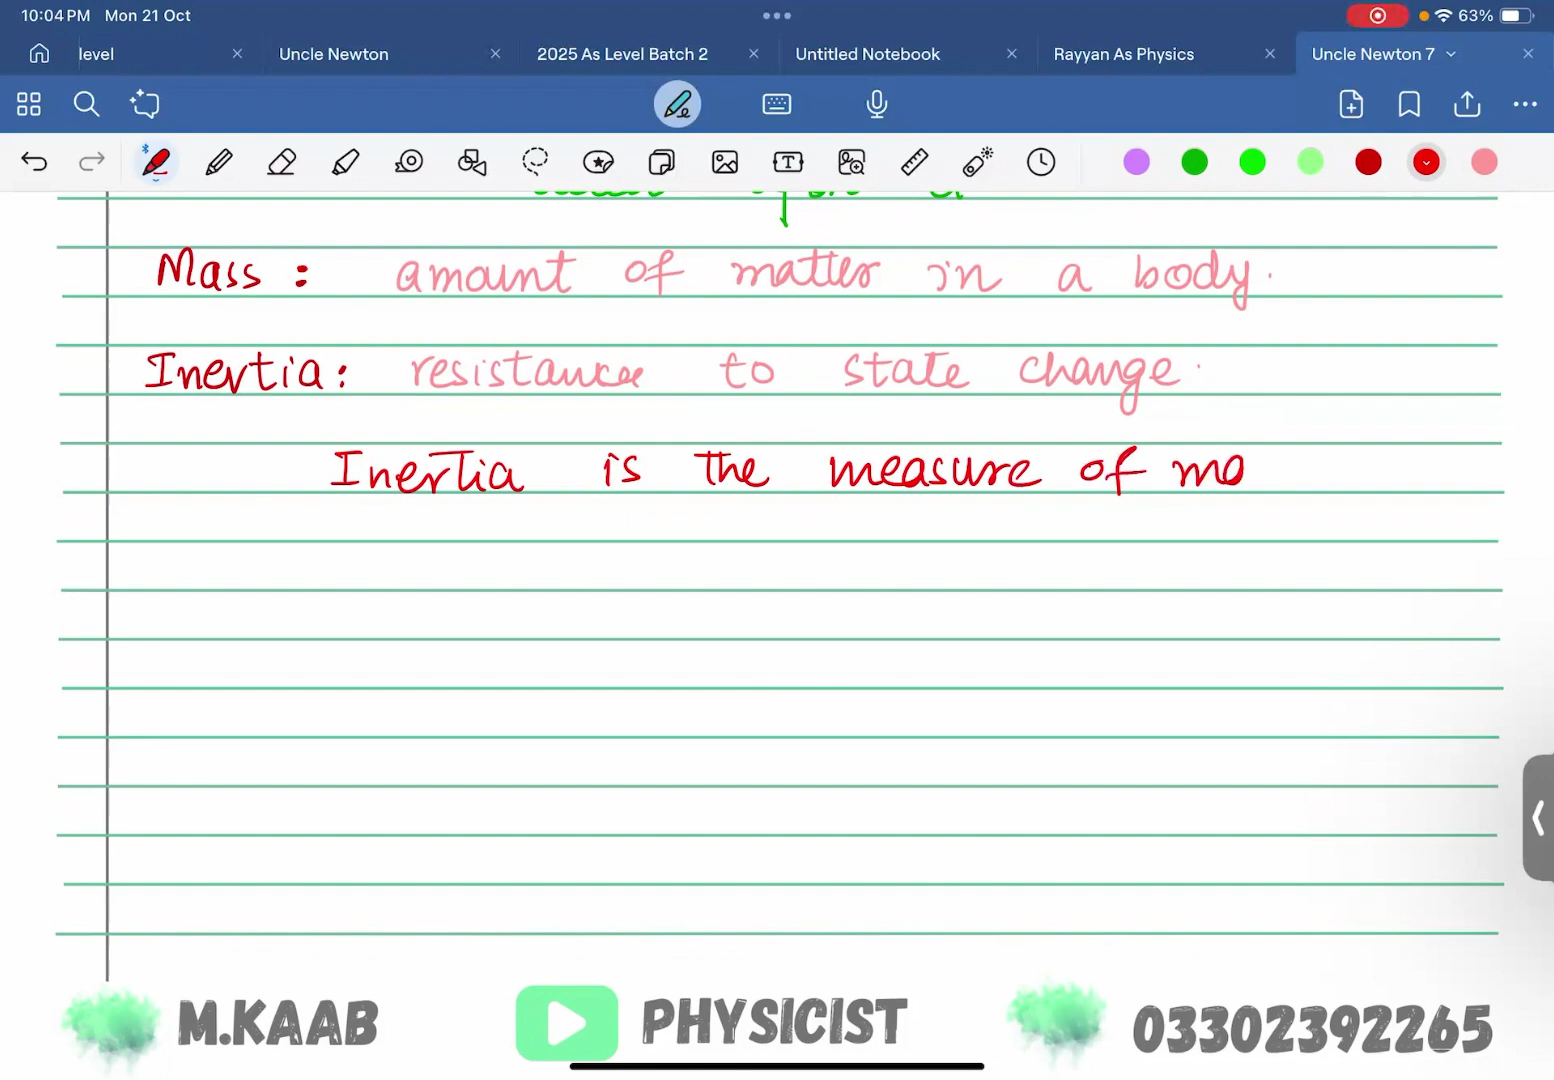 10:04 PM Mon 21 Oct 63%
level Uncle Newton 2025 As Level Batch 2 Untitled Notebook Rayyan As Physics Uncle Newton 7
Mass : amount of matter in a body.
Inertia: resistance to state change.
Inertia is the measure of ma
M.KAAB PHYSICIST 03302392265